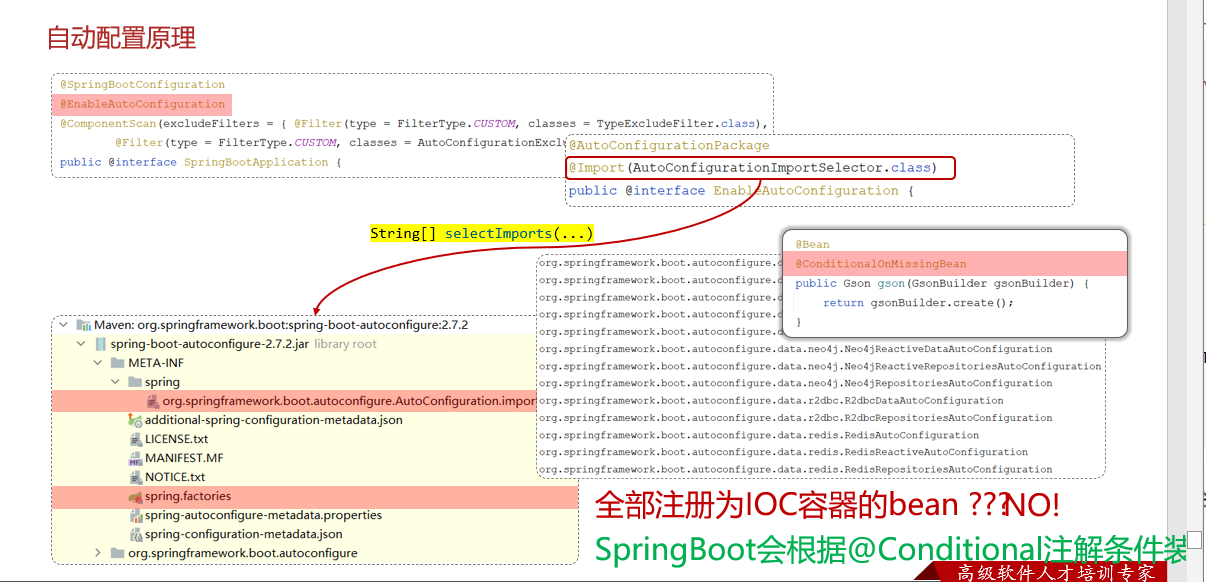 自动配置原理
@SpringBootConfiguration
@EnableAutoConfiguration
@ComponentScan(excludeFilters = { @Filter(type = FilterType.CUSTOM, classes = TypeExcludeFilter.class),
@Filter(type = FilterType.CUSTOM, classes = AutoConfigurationExclu
public @interface SpringBootApplication {
@AutoConfigurationPackage
@Import(AutoConfigurationImportSelector.class)
public @interface EnableAutoConfiguration {
String[] selectImports(...)
@Bean
@ConditionalOnMissingBean
public Gson gson(GsonBuilder gsonBuilder) {
return gsonBuilder.create();
}
org.springframework.boot.autoconfigure.d
org.springframework.boot.autoconfigure.d
org.springframework.boot.autoconfigure.d
org.springframework.boot.autoconfigure.d
org.springframework.boot.autoconfigure.d
org.springframework.boot.autoconfigure.data.neo4j.Neo4jReactiveDataAutoConfiguration
org.springframework.boot.autoconfigure.data.neo4j.Neo4jReactiveRepositoriesAutoConfiguration
org.springframework.boot.autoconfigure.data.neo4j.Neo4jRepositoriesAutoConfiguration
org.springframework.boot.autoconfigure.data.r2dbc.R2dbcDataAutoConfiguration
org.springframework.boot.autoconfigure.data.r2dbc.R2dbcRepositoriesAutoConfiguration
org.springframework.boot.autoconfigure.data.redis.RedisAutoConfiguration
org.springframework.boot.autoconfigure.data.redis.RedisReactiveAutoConfiguration
org.springframework.boot.autoconfigure.data.redis.RedisRepositoriesAutoConfiguration
Maven: org.springframework.boot:spring-boot-autoconfigure:2.7.2
spring-boot-autoconfigure-2.7.2.jar library root
META-INF
spring
org.springframework.boot.autoconfigure.AutoConfiguration.impor
additional-spring-configuration-metadata.json
LICENSE.txt
MANIFEST.MF
NOTICE.txt
spring.factories
spring-autoconfigure-metadata.properties
spring-configuration-metadata.json
org.springframework.boot.autoconfigure
全部注册为IOC容器的bean ???NO!
SpringBoot会根据@Conditional注解条件装
高级软件人才培训专家